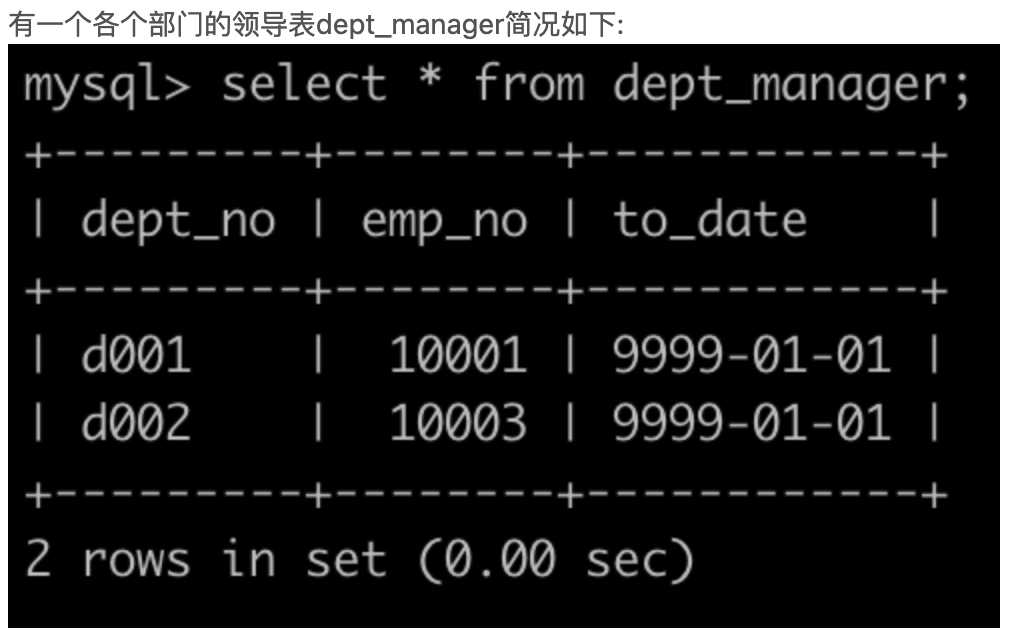 有一个各个部门的领导表dept_manager简况如下:
mysql> select * from dept_manager;
+---------+--------+------------+
| dept_no | emp_no | to_date    |
+---------+--------+------------+
| d001    |  10001 | 9999-01-01 |
| d002    |  10003 | 9999-01-01 |
+---------+--------+------------+
2 rows in set (0.00 sec)